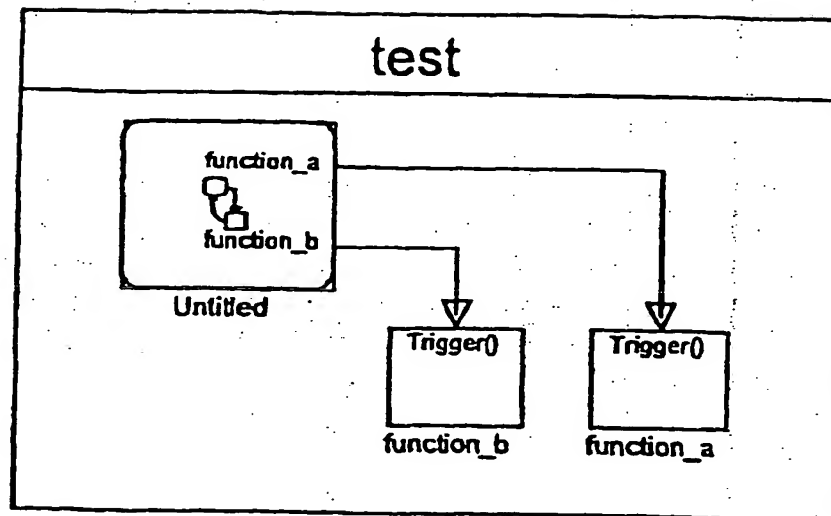 test
function_a
function_b
Untitled
Trigger()
function_b
Trigger()
function_a